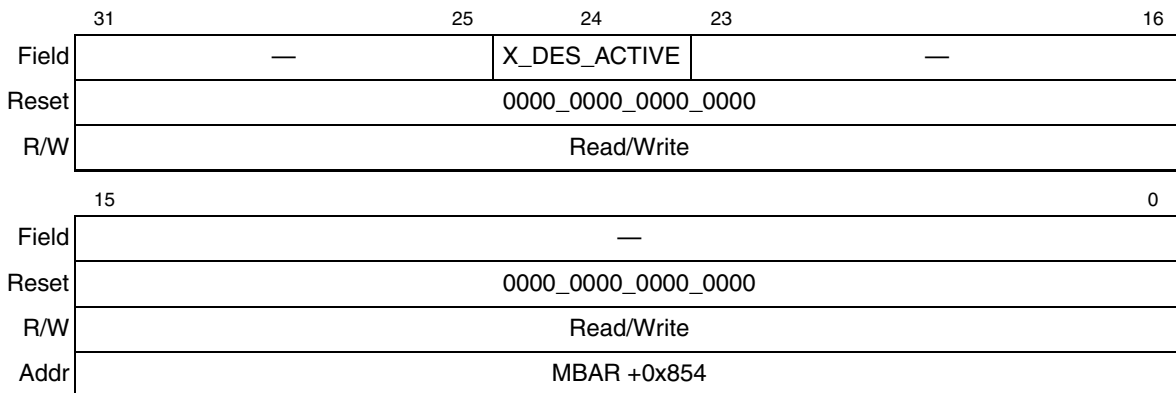 31 25 24 23 16
Field — X_DES_ACTIVE —
Reset 0000_0000_0000_0000
R/W Read/Write
15 0
Field —
Reset 0000_0000_0000_0000
R/W Read/Write
Addr MBAR +0x854